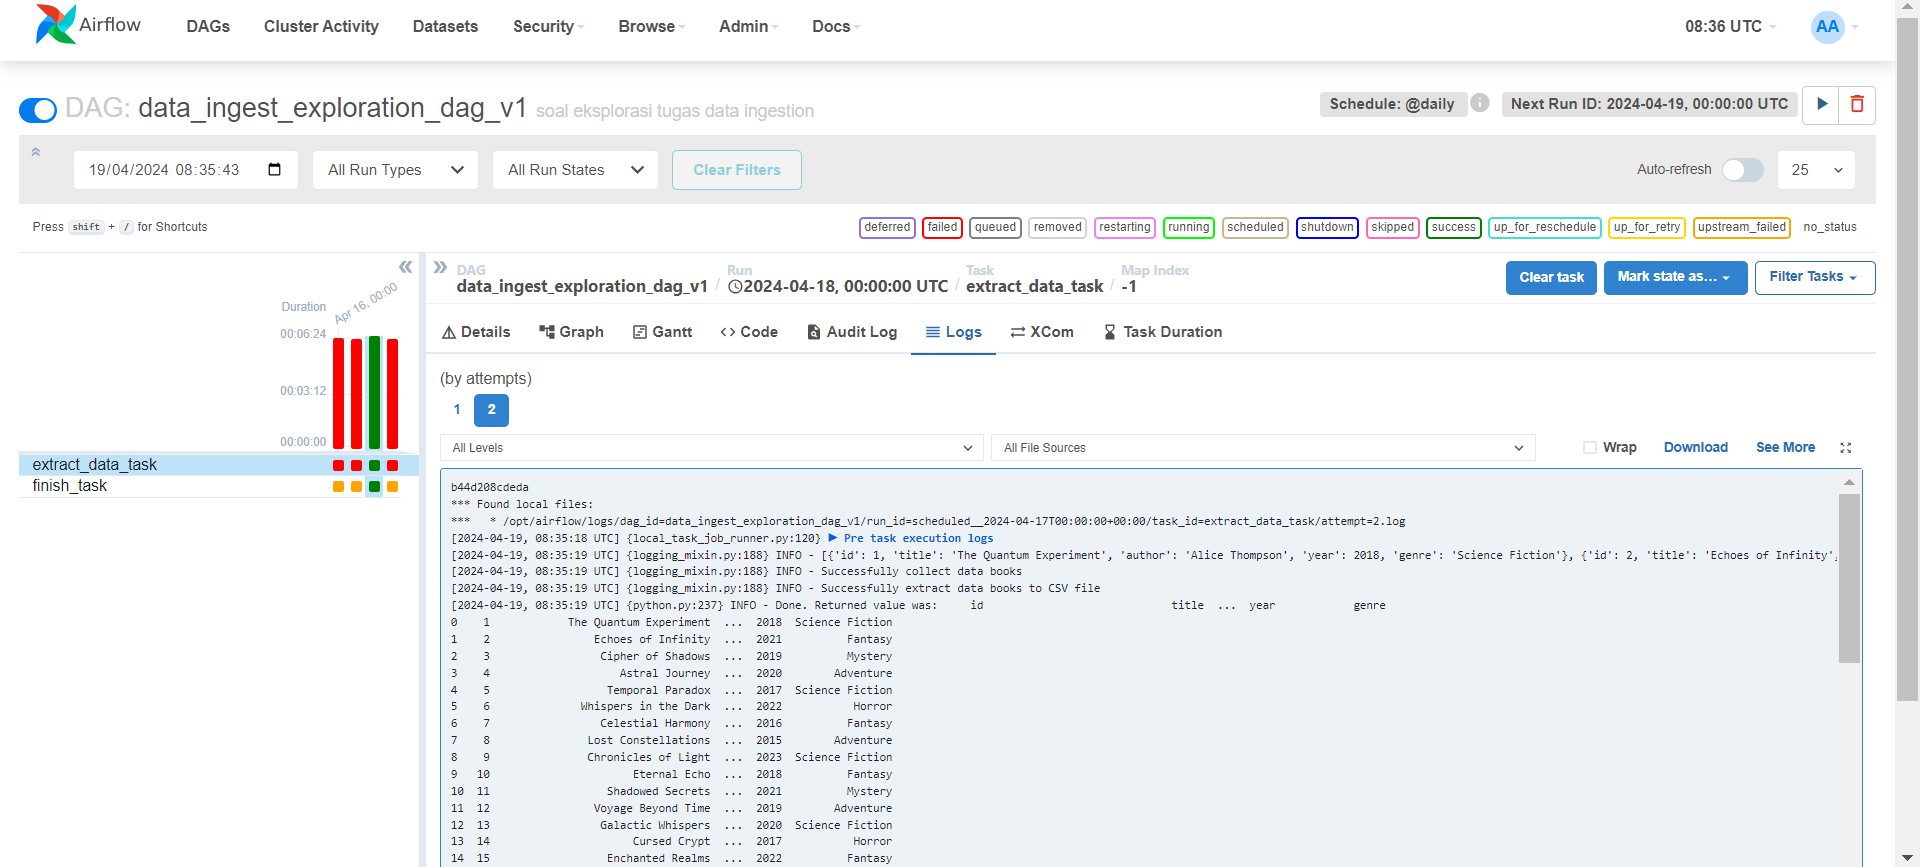 Airflow DAGs Cluster Activity Datasets Security Browse Admin Docs 08:36 UTC AA
DAG: data_ingest_exploration_dag_v1 soal eksplorasi tugas data ingestion Schedule: @daily i Next Run ID: 2024-04-19, 00:00:00 UTC
19/04/2024 08:35:43 All Run Types All Run States Clear Filters Auto-refresh 25
Press shift + / for Shortcuts deferred failed queued removed restarting running scheduled shutdown skipped success up_for_reschedule up_for_retry upstream_failed no_status
Duration
Apr 16, 00:00
00:06:24
00:03:12
00:00:00
extract_data_task
finish_task
DAG Run Task Map Index
data_ingest_exploration_dag_v1 / 2024-04-18, 00:00:00 UTC / extract_data_task / -1
Clear task Mark state as... Filter Tasks
Details Graph Gantt Code Audit Log Logs XCom Task Duration
(by attempts)
1 2
All Levels All File Sources Wrap Download See More
b44d208cdeda
*** Found local files:
***   * /opt/airflow/logs/dag_id=data_ingest_exploration_dag_v1/run_id=scheduled__2024-04-17T00:00:00+00:00/task_id=extract_data_task/attempt=2.log
[2024-04-19, 08:35:18 UTC] {local_task_job_runner.py:120} ▶ Pre task execution logs
[2024-04-19, 08:35:19 UTC] {logging_mixin.py:188} INFO - [{'id': 1, 'title': 'The Quantum Experiment', 'author': 'Alice Thompson', 'year': 2018, 'genre': 'Science Fiction'}, {'id': 2, 'title': 'Echoes of Infinity',
[2024-04-19, 08:35:19 UTC] {logging_mixin.py:188} INFO - Successfully collect data books
[2024-04-19, 08:35:19 UTC] {logging_mixin.py:188} INFO - Successfully extract data books to CSV file
[2024-04-19, 08:35:19 UTC] {python.py:237} INFO - Done. Returned value was: id title ... year genre
0 1 The Quantum Experiment ... 2018 Science Fiction
1 2 Echoes of Infinity ... 2021 Fantasy
2 3 Cipher of Shadows ... 2019 Mystery
3 4 Astral Journey ... 2020 Adventure
4 5 Temporal Paradox ... 2017 Science Fiction
5 6 Whispers in the Dark ... 2022 Horror
6 7 Celestial Harmony ... 2016 Fantasy
7 8 Lost Constellations ... 2015 Adventure
8 9 Chronicles of Light ... 2023 Science Fiction
9 10 Eternal Echo ... 2018 Fantasy
10 11 Shadowed Secrets ... 2021 Mystery
11 12 Voyage Beyond Time ... 2019 Adventure
12 13 Galactic Whispers ... 2020 Science Fiction
13 14 Cursed Crypt ... 2017 Horror
14 15 Enchanted Realms ... 2022 Fantasy